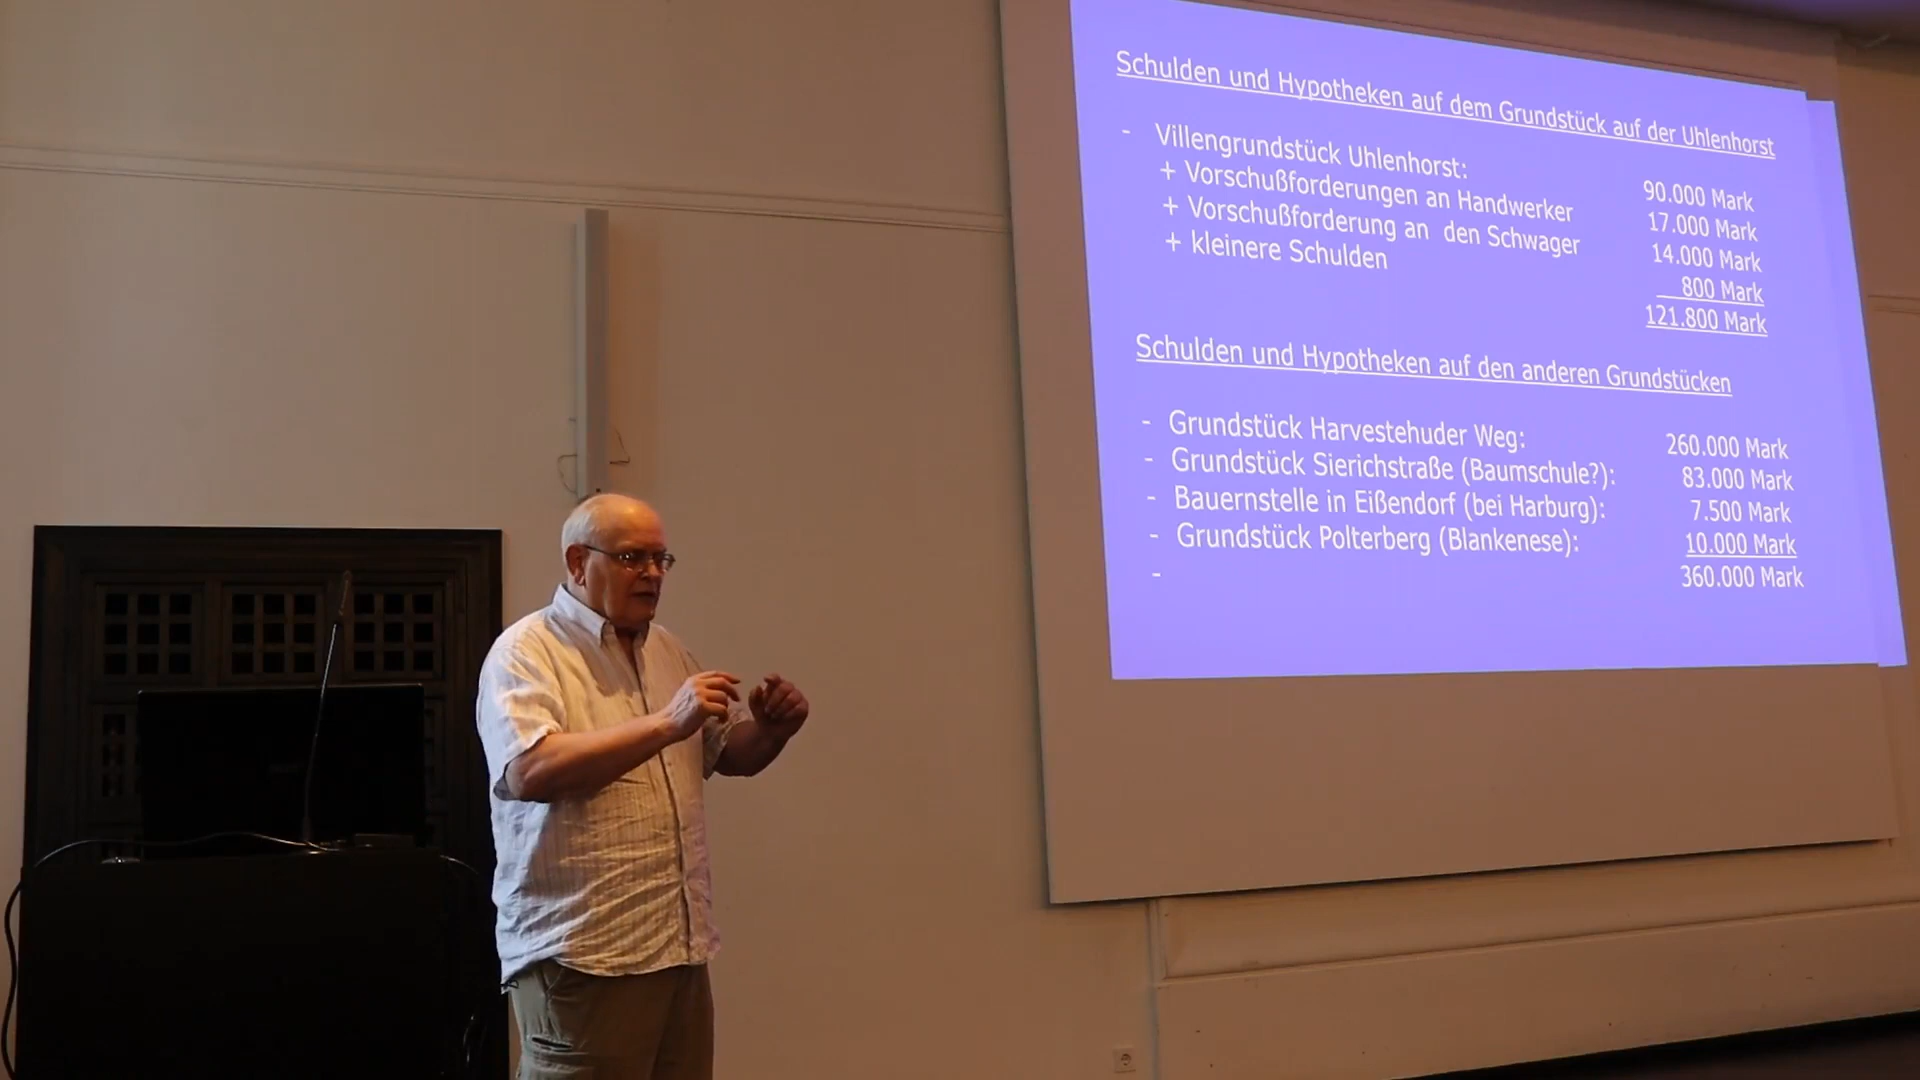 Schulden und Hypotheken auf dem Grundstück auf der Uhlenhorst
- Villengrundstück Uhlenhorst: 90.000 Mark
+ Vorschußforderungen an Handwerker 17.000 Mark
+ Vorschußforderung an den Schwager 14.000 Mark
+ kleinere Schulden 800 Mark
121.800 Mark
Schulden und Hypotheken auf den anderen Grundstücken
- Grundstück Harvestehuder Weg: 260.000 Mark
- Grundstück Sierichstraße (Baumschule?): 83.000 Mark
- Bauernstelle in Eißendorf (bei Harburg): 7.500 Mark
- Grundstück Polterberg (Blankenese): 10.000 Mark
- 360.000 Mark